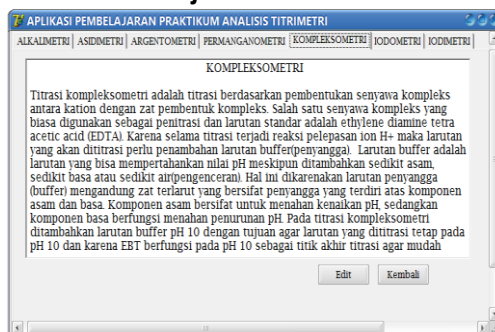 APLIKASI PEMBELAJARAN PRAKTIKUM ANALISIS TITRIMETRI
ALKALIMETRI ASIDIMETRI ARGENTOMETRI PERMANGANOMETRI KOMPLEKSOMETRI IODOMETRI IODIMETRI
KOMPLEKSOMETRI
Titrasi kompleksometri adalah titrasi berdasarkan pembentukan senyawa kompleks
antara kation dengan zat pembentuk kompleks. Salah satu senyawa kompleks yang
biasa digunakan sebagai penitrasi dan larutan standar adalah ethylene diamine tetra
acetic acid (EDTA). Karena selama titrasi terjadi reaksi pelepasan ion H+ maka larutan
yang akan dititrasi perlu penambahan larutan buffer(penyangga). Larutan buffer adalah
larutan yang bisa mempertahankan nilai pH meskipun ditambahkan sedikit asam,
sedikit basa atau sedikit air(pengenceran). Hal ini dikarenakan larutan penyangga
(buffer) mengandung zat terlarut yang bersifat penyangga yang terdiri atas komponen
asam dan basa. Komponen asam bersifat untuk menahan kenaikan pH, sedangkan
komponen basa berfungsi menahan penurunan pH. Pada titrasi kompleksometri
ditambahkan larutan buffer pH 10 dengan tujuan agar larutan yang dititrasi tetap pada
pH 10 dan karena EBT berfungsi pada pH 10 sebagai titik akhir titrasi agar mudah
Edit Kembali